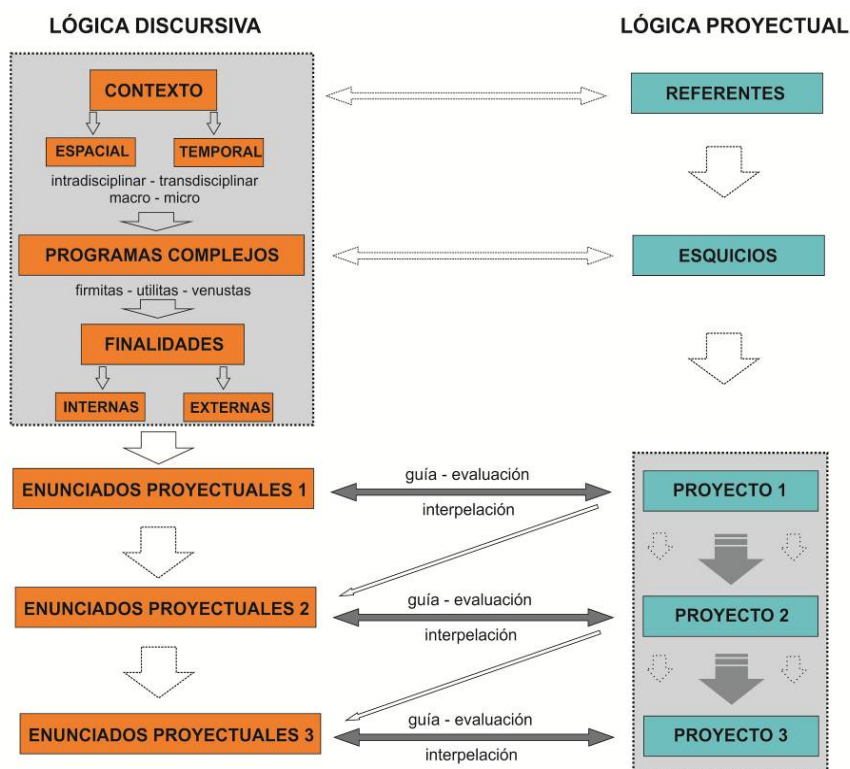 LÓGICA DISCURSIVA
LÓGICA PROYECTUAL
CONTEXTO
REFERENTES
ESPACIAL
TEMPORAL
intradisciplinar - transdisciplinar
macro - micro
PROGRAMAS COMPLEJOS
ESQUICIOS
firmitas - utilitas - venustas
FINALIDADES
INTERNAS
EXTERNAS
ENUNCIADOS PROYECTUALES 1
guía - evaluación
interpelación
PROYECTO 1
ENUNCIADOS PROYECTUALES 2
guía - evaluación
interpelación
PROYECTO 2
ENUNCIADOS PROYECTUALES 3
guía - evaluación
interpelación
PROYECTO 3